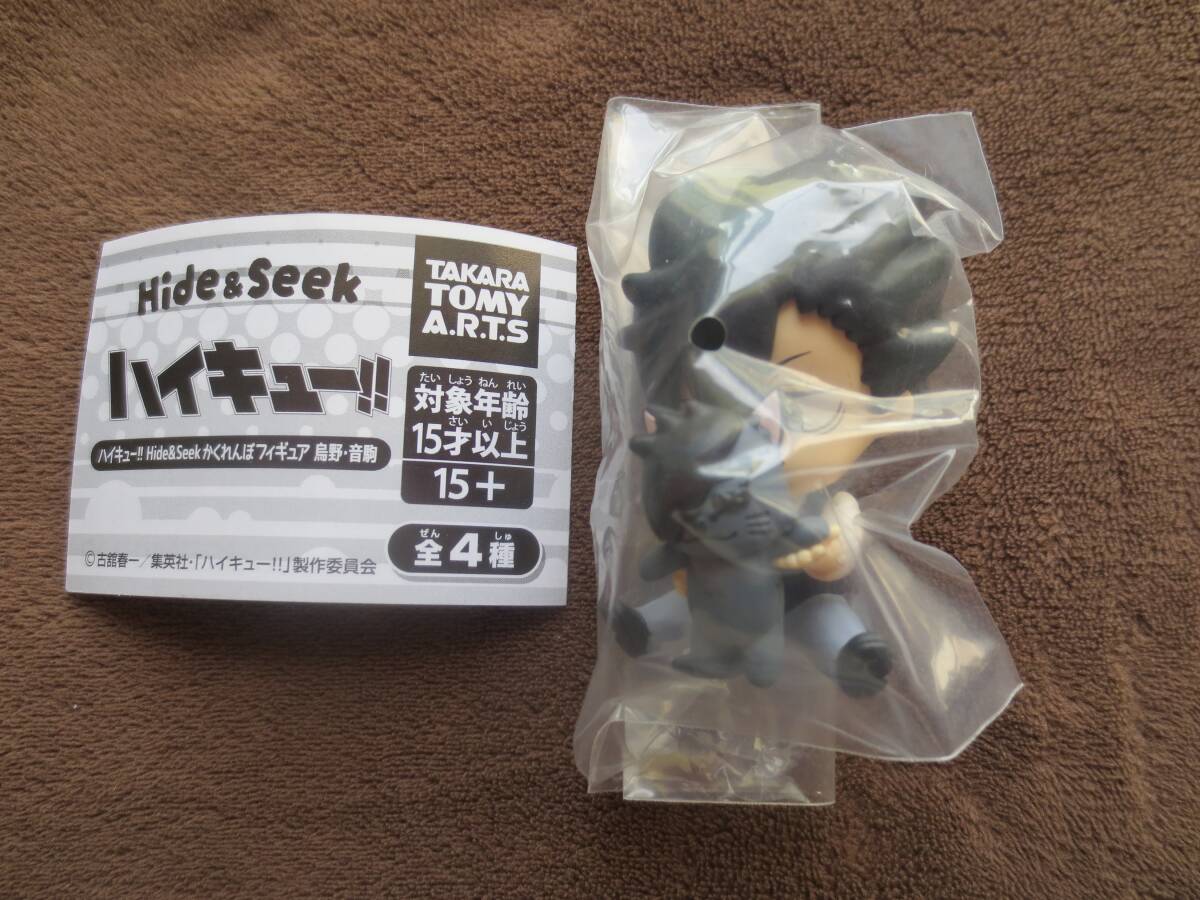 Hide&Seek
ハイキュー!!
ハイキュー!! Hide&Seek かくれんぼフィギュア 烏野・音駒
©古舘春一／集英社・「ハイキュー!!」製作委員会
TAKARA
TOMY
A.R.T.S
たいしょうねんれい
対象年齢
さいいじょう
15才以上
15＋
ぜん しゅ
全4種